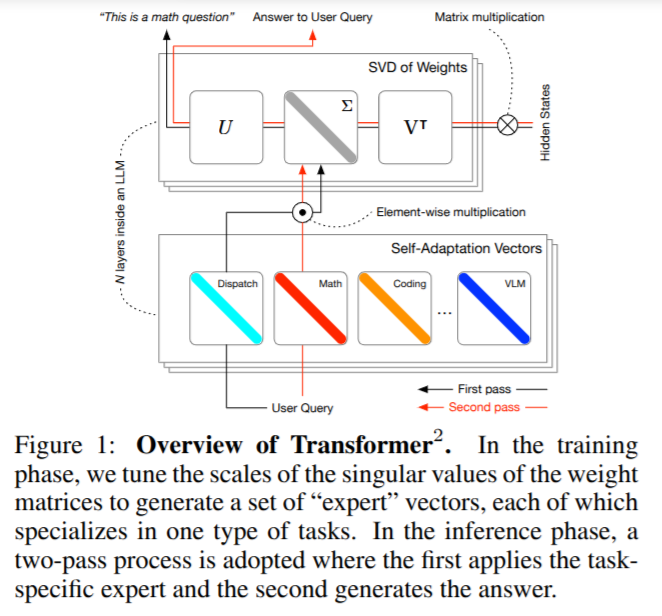 "This is a math question"
Answer to User Query
Matrix multiplication
SVD of Weights
U
Σ
Vᵀ
Hidden States
N layers inside an LLM
Element-wise multiplication
Self-Adaptation Vectors
Dispatch
Math
Coding
...
VLM
First pass
Second pass
User Query
Figure 1: Overview of Transformer². In the training
phase, we tune the scales of the singular values of the weight
matrices to generate a set of “expert” vectors, each of which
specializes in one type of tasks. In the inference phase, a
two-pass process is adopted where the first applies the task-
specific expert and the second generates the answer.